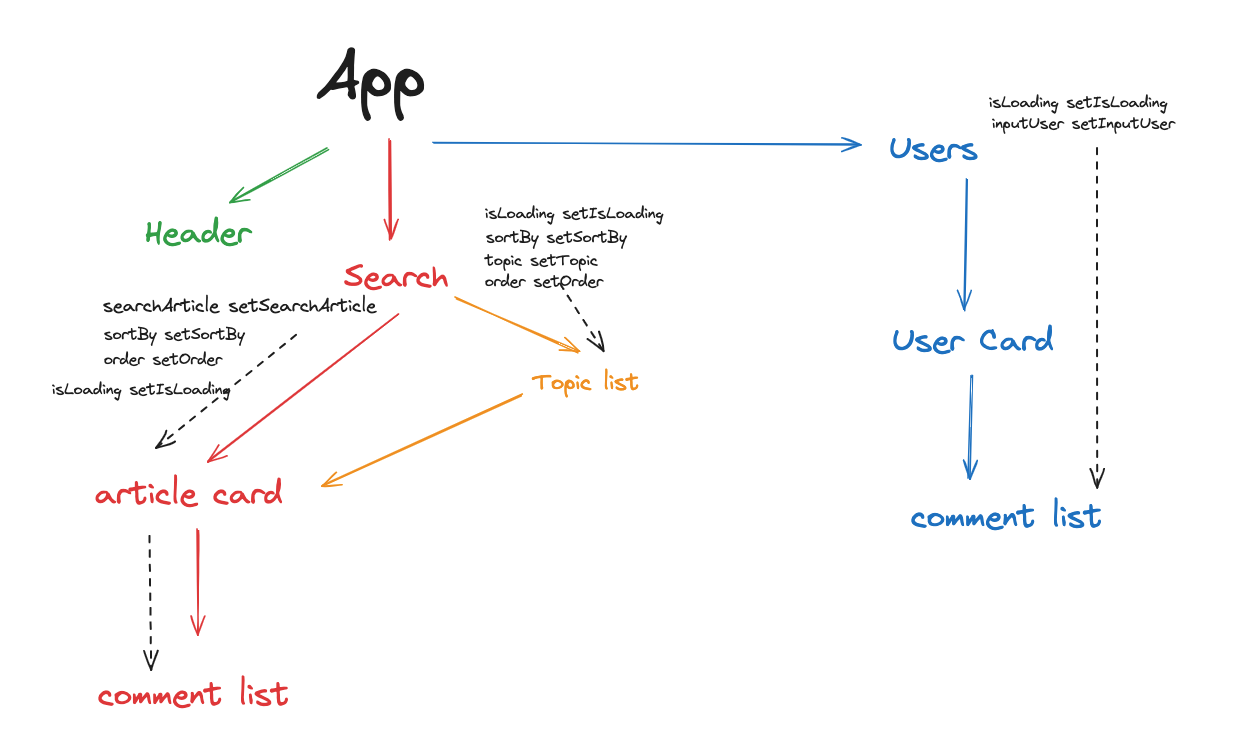 App
isLoading setIsLoading
inputUser setInputUser
Users
Header
isLoading setIsLoading
sortBy setSortBy
topic setTopic
order setOrder
Search
searchArticle setSearchArticle
sortBy setSortBy
order setOrder
isLoading setIsLoading
User Card
Topic list
article card
comment list
comment list